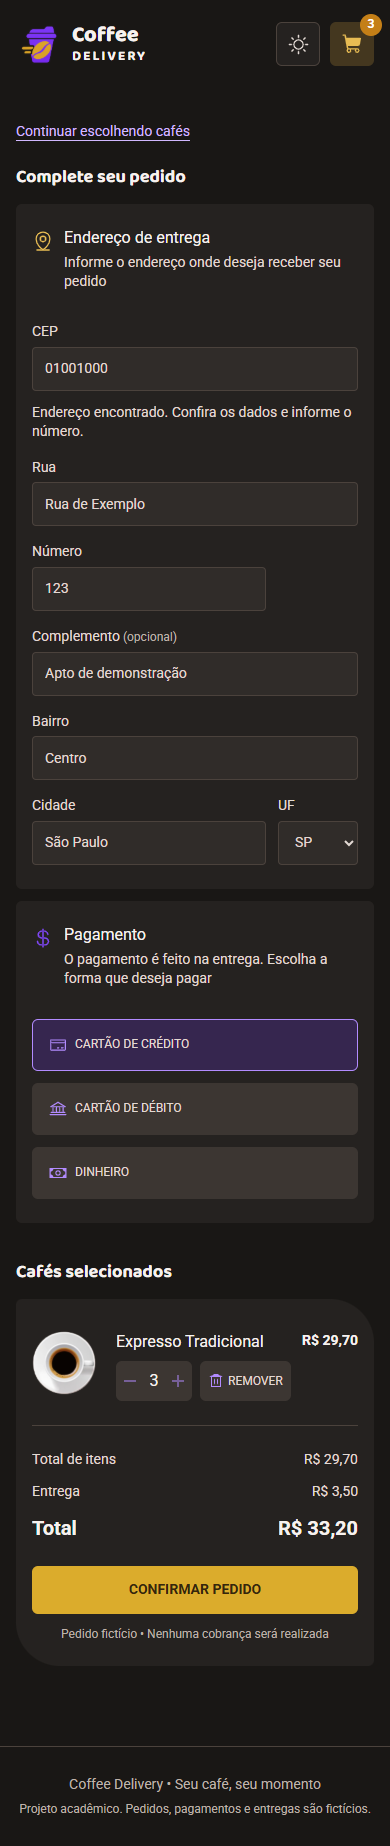 Coffee
DELIVERY
3
Continuar escolhendo cafés
Complete seu pedido
Endereço de entrega
Informe o endereço onde deseja receber seu
pedido
CEP
01001000
Endereço encontrado. Confira os dados e informe o
número.
Rua
Rua de Exemplo
Número
123
Complemento (opcional)
Apto de demonstração
Bairro
Centro
Cidade UF
São Paulo SP
Pagamento
O pagamento é feito na entrega. Escolha a
forma que deseja pagar
CARTÃO DE CRÉDITO
CARTÃO DE DÉBITO
DINHEIRO
Cafés selecionados
Expresso Tradicional R$ 29,70
3 REMOVER
Total de itens R$ 29,70
Entrega R$ 3,50
Total R$ 33,20
CONFIRMAR PEDIDO
Pedido fictício • Nenhuma cobrança será realizada
Coffee Delivery • Seu café, seu momento
Projeto acadêmico. Pedidos, pagamentos e entregas são fictícios.